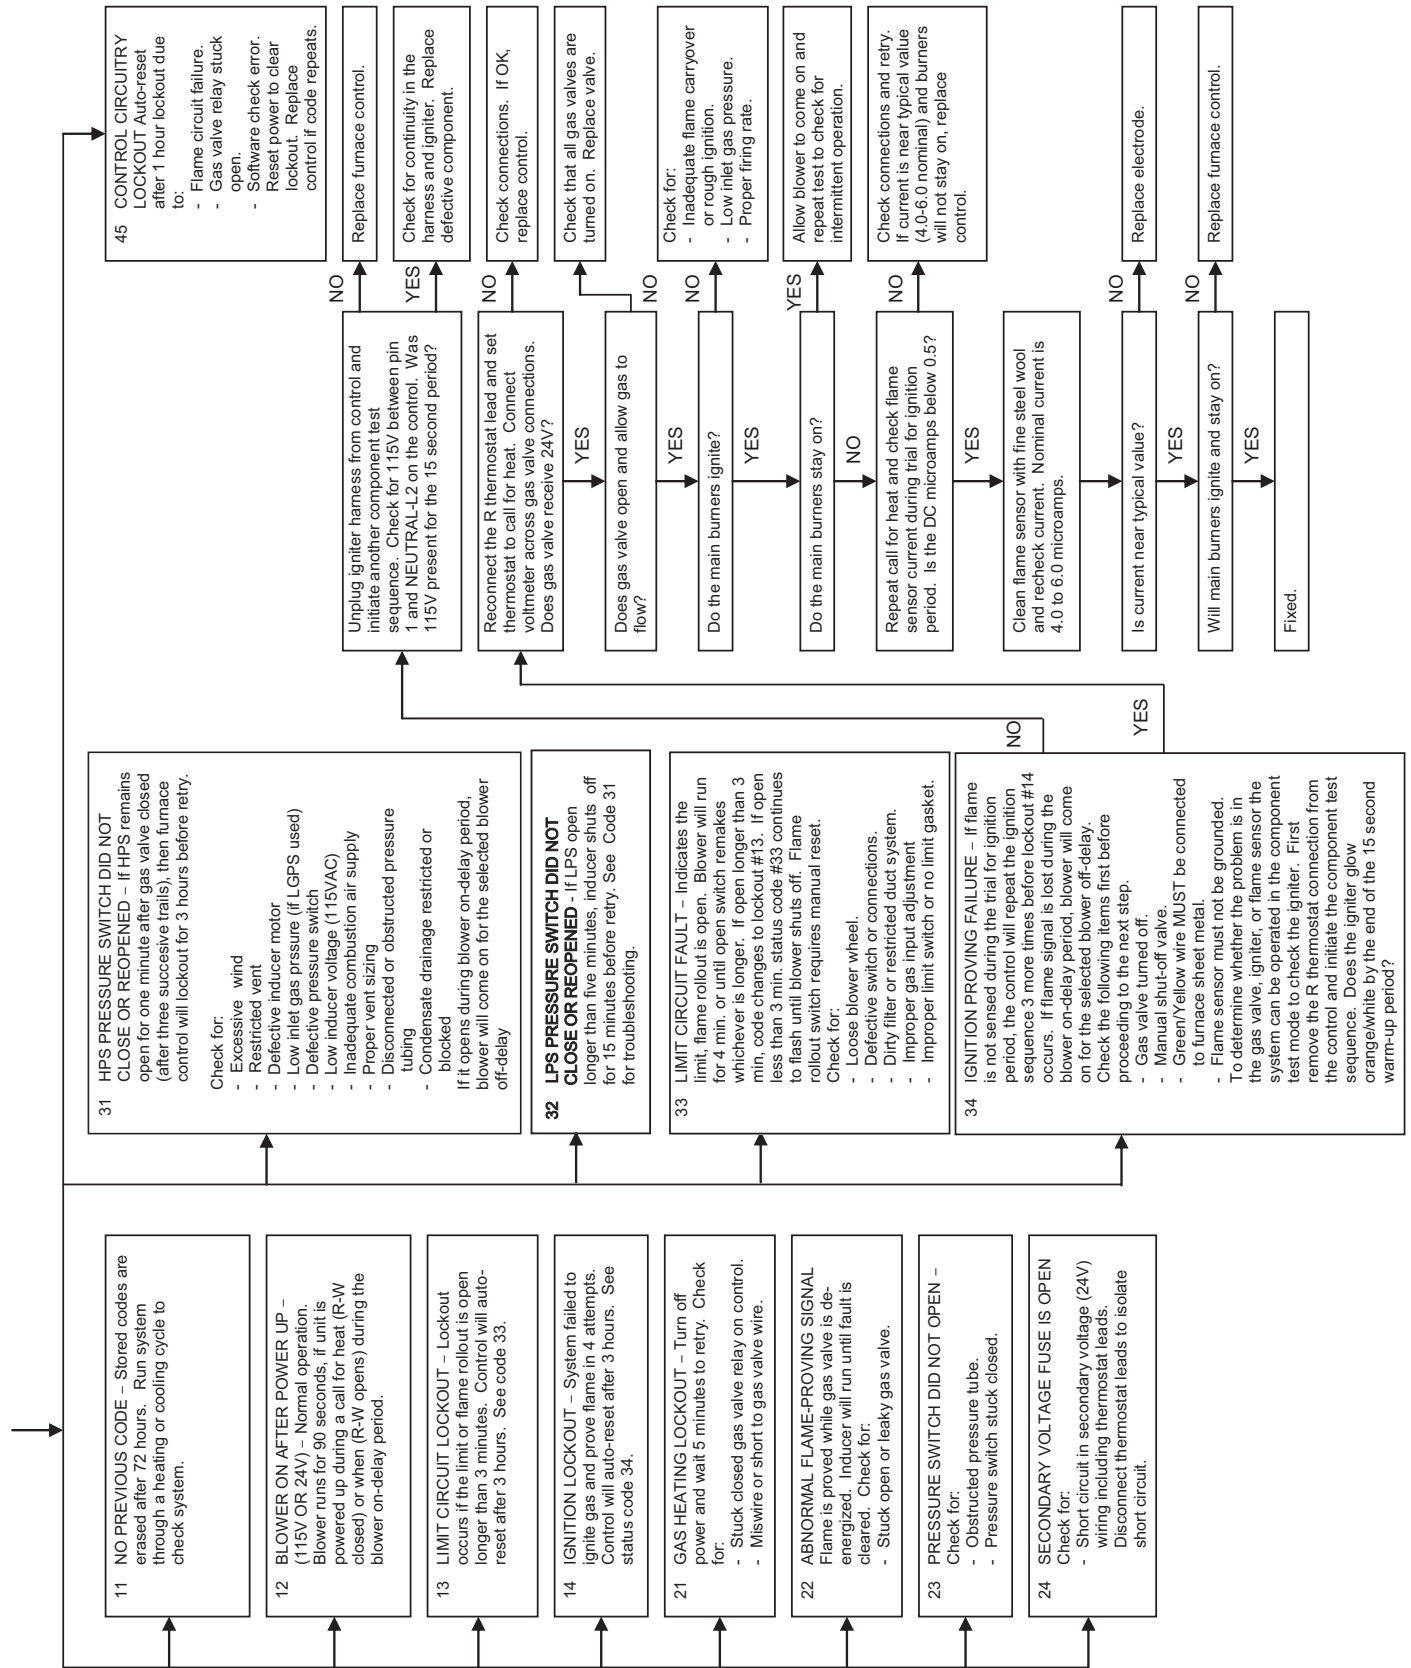 11 NO PREVIOUS CODE – Stored codes are
erased after 72 hours. Run system
through a heating or cooling cycle to
check system.
12 BLOWER ON AFTER POWER UP –
(115V OR 24V) – Normal operation.
Blower runs for 90 seconds, if unit is
powered up during a call for heat (R-W
closed) or when (R-W opens) during the
blower on-delay period.
13 LIMIT CIRCUIT LOCKOUT – Lockout
occurs if the limit or flame rollout is open
longer than 3 minutes. Control will auto-
reset after 3 hours. See code 33.
14 IGNITION LOCKOUT – System failed to
ignite gas and prove flame in 4 attempts.
Control will auto-reset after 3 hours. See
status code 34.
21 GAS HEATING LOCKOUT – Turn off
power and wait 5 minutes to retry. Check
for:
- Stuck closed gas valve relay on control.
- Miswire or short to gas valve wire.
22 ABNORMAL FLAME-PROVING SIGNAL
Flame is proved while gas valve is de-
energized. Inducer will run until fault is
cleared. Check for:
- Stuck open or leaky gas valve.
23 PRESSURE SWITCH DID NOT OPEN –
Check for:
- Obstructed pressure tube.
- Pressure switch stuck closed.
24 SECONDARY VOLTAGE FUSE IS OPEN
Check for:
- Short circuit in secondary voltage (24V)
wiring including thermostat leads.
Disconnect thermostat leads to isolate
short circuit.
31 HPS PRESSURE SWITCH DID NOT
CLOSE OR REOPENED – If HPS remains
open for one minute after gas valve closed
(after three succesive trails), then furnace
control will lockout for 3 hours before retry.
Check for:
- Excessive wind
- Restricted vent
- Defective inducer motor
- Low inlet gas prssure (if LGPS used)
- Defective pressure switch
- Low inducer voltage (115VAC)
- Inadequate combustion air supply
- Proper vent sizing
- Disconnected or obstructed pressure
tubing
- Condensate drainage restricted or
blocked
If it opens during blower on-delay period,
blower will come on for the selected blower
off-delay
32 LPS PRESSURE SWITCH DID NOT
CLOSE OR REOPENED - If LPS open
longer than five minutes, inducer shuts off
for 15 minutes before retry. See Code 31
for troubleshooting.
33 LIMIT CIRCUIT FAULT – Indicates the
limit, flame rollout is open. Blower will run
for 4 min. or until open switch remakes
whichever is longer. If open longer than 3
min, code changes to lockout #13. If open
less than 3 min. status code #33 continues
to flash until blower shuts off. Flame
rollout switch requires manual reset.
Check for:
- Loose blower wheel.
- Defective switch or connections.
- Dirty filter or restricted duct system.
- Improper gas input adjustment
- Improper limit switch or no limit gasket.
34 IGNITION PROVING FAILURE – If flame
is not sensed during the trial for ignition
period, the control will repeat the ignition
sequence 3 more times before lockout #14
occurs. If flame signal is lost during the
blower on-delay period, blower will come
on for the selected blower off-delay.
Check the following items first before
proceeding to the next step.
- Gas valve turned off.
- Manual shut-off valve.
- Green/Yellow wire MUST be connected
to furnace sheet metal.
- Flame sensor must not be grounded.
To determine whether the problem is in
the gas valve, igniter, or flame sensor the
system can be operated in the component
test mode to check the igniter. First
remove the R thermostat connection from
the control and initiate the component test
sequence. Does the igniter glow
orange/white by the end of the 15 second
warm-up period?
NO
YES
Unplug igniter harness from control and
initiate another component test
sequence. Check for 115V between pin
1 and NEUTRAL-L2 on the control. Was
115V present for the 15 second period?
NO
YES
Reconnect the R thermostat lead and set
thermostat to call for heat. Connect
voltmeter across gas valve connections.
Does gas valve receive 24V?
NO
YES
Does gas valve open and allow gas to
flow?
NO
YES
Do the main burners ignite?
NO
YES
Do the main burners stay on?
YES
NO
Repeat call for heat and check flame
sensor current during trial for ignition
period. Is the DC microamps below 0.5?
NO
YES
Clean flame sensor with fine steel wool
and recheck current. Nominal current is
4.0 to 6.0 microamps.
Is current near typical value?
NO
YES
Will main burners ignite and stay on?
NO
YES
Fixed.
45 CONTROL CIRCUITRY
LOCKOUT Auto-reset
after 1 hour lockout due
to:
- Flame circuit failure.
- Gas valve relay stuck
open.
- Software check error.
Reset power to clear
lockout. Replace
control if code repeats.
Replace furnace control.
Check for continuity in the
harness and igniter. Replace
defective component.
Check connections. If OK,
replace control.
Check that all gas valves are
turned on. Replace valve.
Check for:
- Inadequate flame carryover
or rough ignition.
- Low inlet gas pressure.
- Proper firing rate.
Allow blower to come on and
repeat test to check for
intermittent operation.
Check connections and retry.
If current is near typical value
(4.0-6.0 nominal) and burners
will not stay on, replace
control.
Replace electrode.
Replace furnace control.